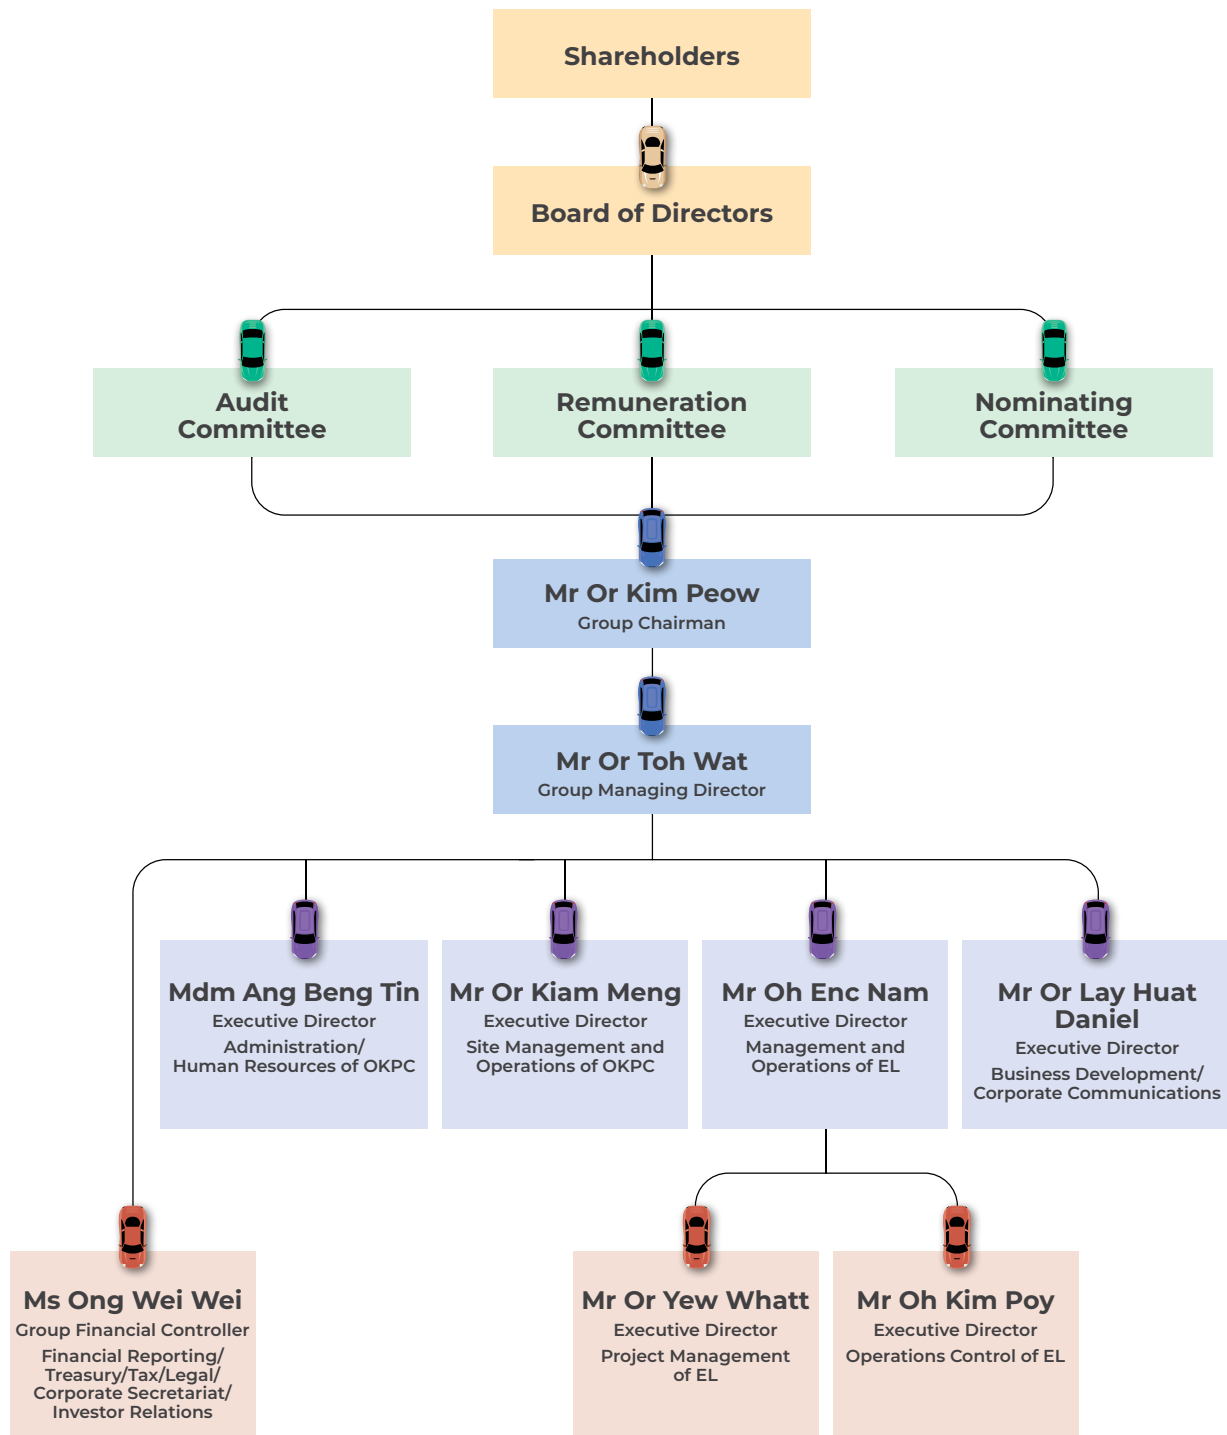 Shareholders
Board of Directors
Audit
Committee
Remuneration
Committee
Nominating
Committee
Mr Or Kim Peow
Group Chairman
Mr Or Toh Wat
Group Managing Director
Mdm Ang Beng Tin
Executive Director
Administration/
Human Resources of OKPC
Mr Or Kiam Meng
Executive Director
Site Management and
Operations of OKPC
Mr Oh Enc Nam
Executive Director
Management and
Operations of EL
Mr Or Lay Huat
Daniel
Executive Director
Business Development/
Corporate Communications
Ms Ong Wei Wei
Group Financial Controller
Financial Reporting/
Treasury/Tax/Legal/
Corporate Secretariat/
Investor Relations
Mr Or Yew Whatt
Executive Director
Project Management
of EL
Mr Oh Kim Poy
Executive Director
Operations Control of EL